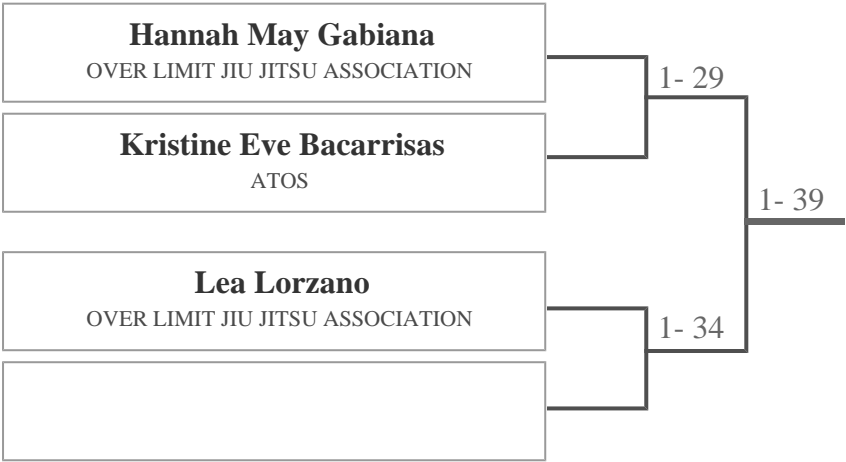 Hannah May Gabiana
OVER LIMIT JIU JITSU ASSOCIATION
1- 29
Kristine Eve Bacarrisas
ATOS
1- 39
Lea Lorzano
OVER LIMIT JIU JITSU ASSOCIATION
1- 34